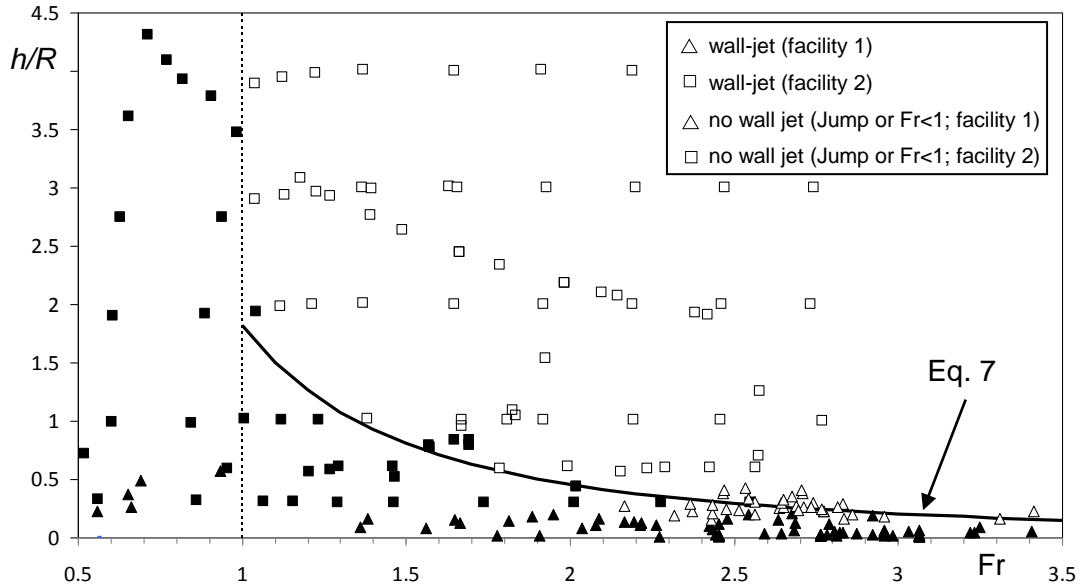 4.5
h/R
4
3.5
3
2.5
2
1.5
1
0.5
0
wall-jet (facility 1)
wall-jet (facility 2)
no wall jet (Jump or Fr<1; facility 1)
no wall jet (Jump or Fr<1; facility 2)
Eq. 7
Fr
0.5 1 1.5 2 2.5 3 3.5